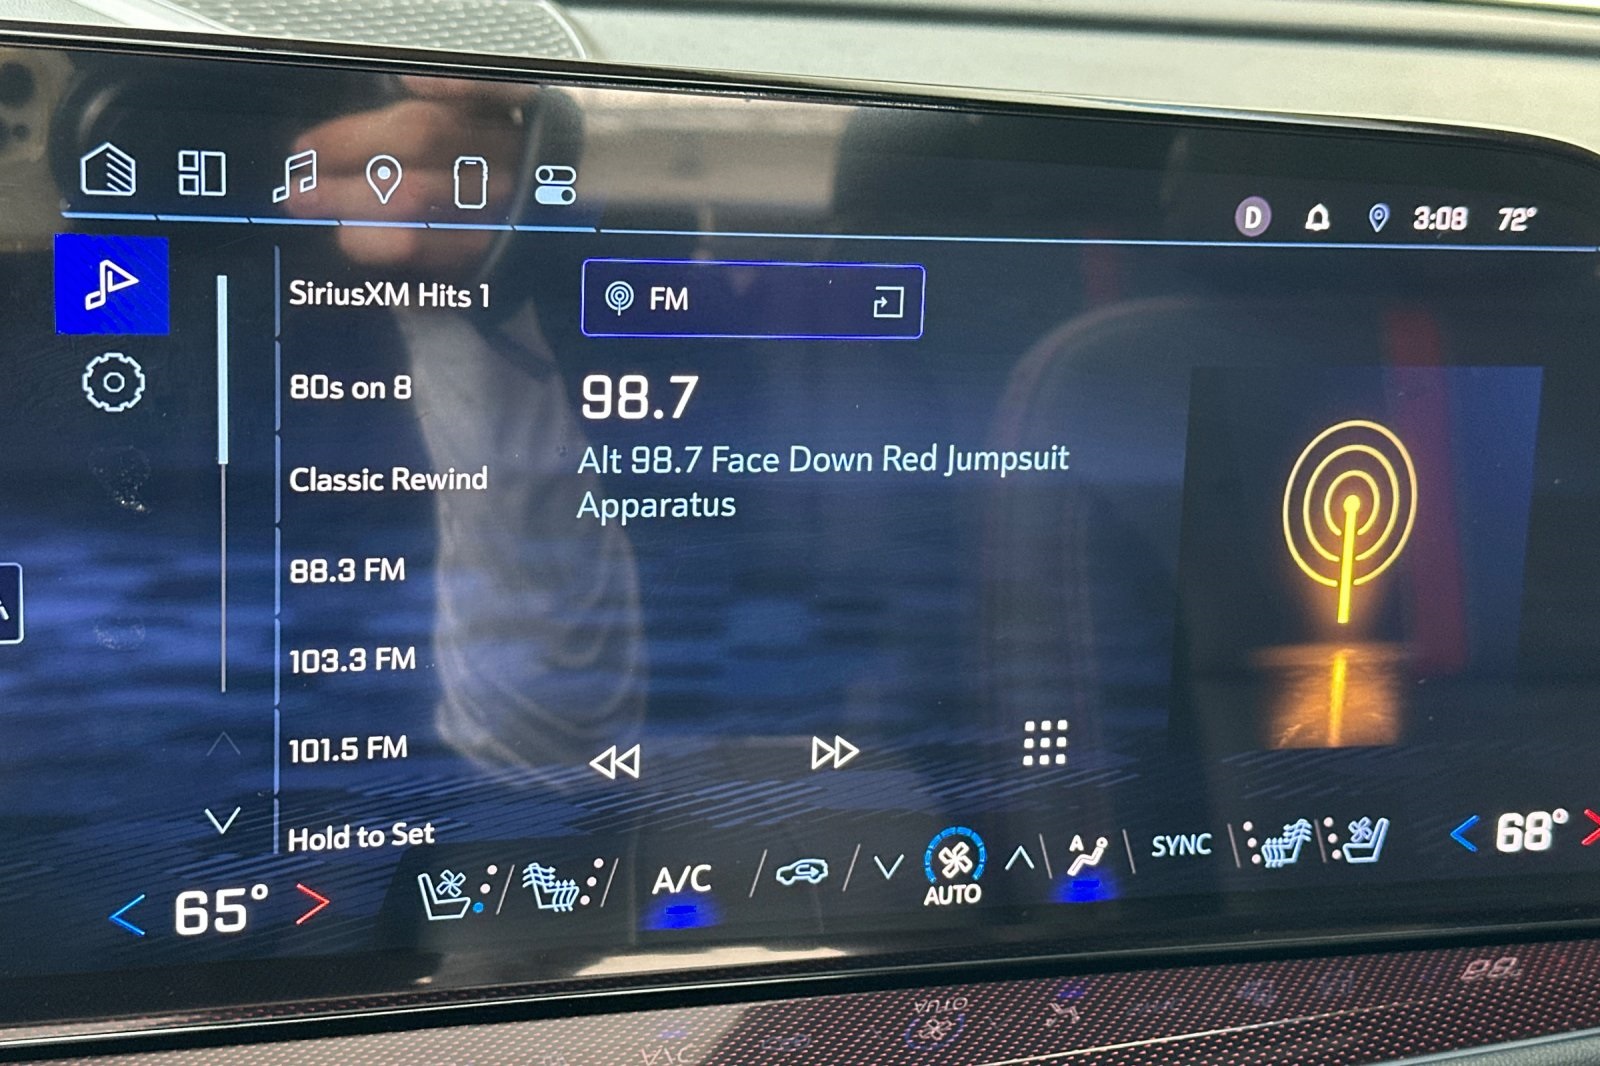 D 3:08 72°
SiriusXM Hits 1
80s on 8
Classic Rewind
88.3 FM
103.3 FM
101.5 FM
Hold to Set
FM
98.7
Alt 98.7 Face Down Red Jumpsuit
Apparatus
65°
A/C
AUTO
A
SYNC
68°